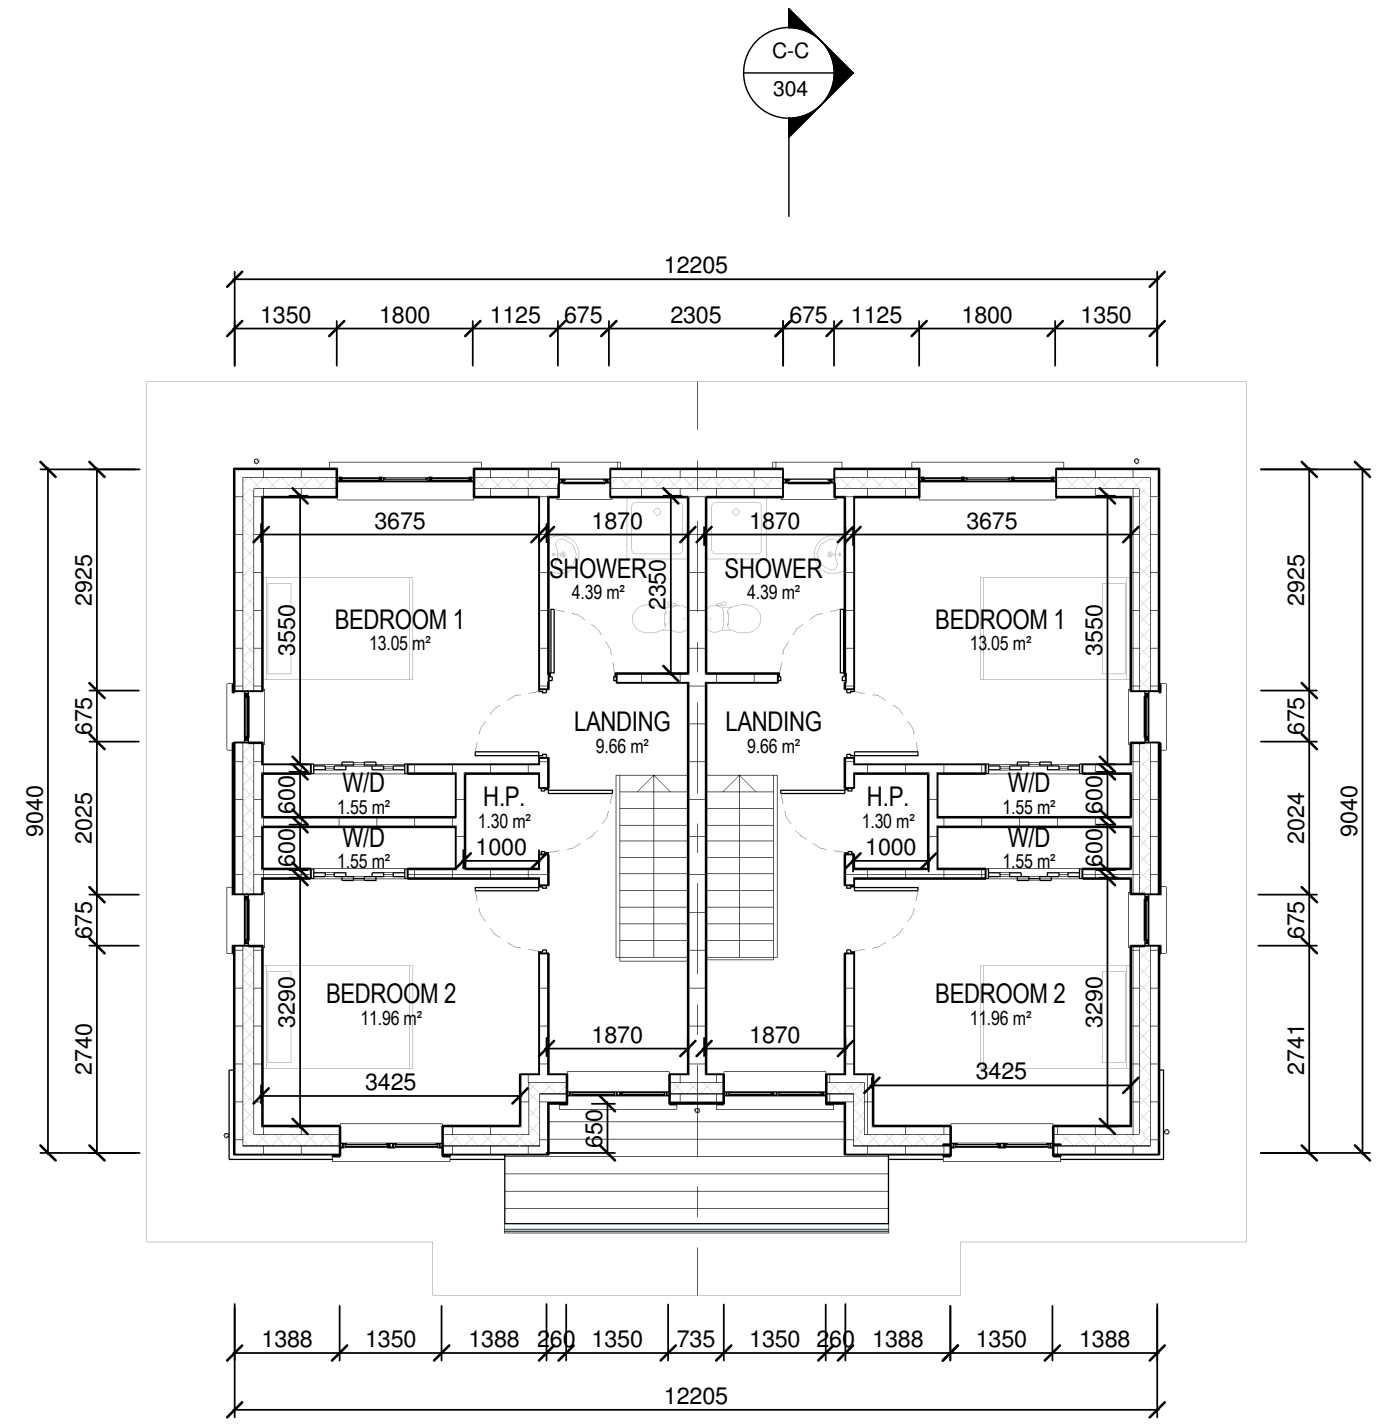 C-C
304
12205
1350 1800 1125 675 2305 675 1125 1800 1350
3675 1870 1870 3675
SHOWER SHOWER
4.39 m² 4.39 m²
2350
2925 2925
BEDROOM 1 BEDROOM 1
13.05 m² 13.05 m²
3550 3550
675 675
LANDING LANDING
9.66 m² 9.66 m²
W/D W/D
1.55 m² 1.55 m²
600 600
H.P. H.P.
1.30 m² 1.30 m²
9040 2025 2024 9040
W/D W/D
1.55 m² 1.55 m²
600 600
1000 1000
675 675
BEDROOM 2 BEDROOM 2
11.96 m² 11.96 m²
3290 3290
1870 1870
2740 2741
3425 3425
650
1388 1350 1388 260 1350 735 1350 260 1388 1350 1388
12205